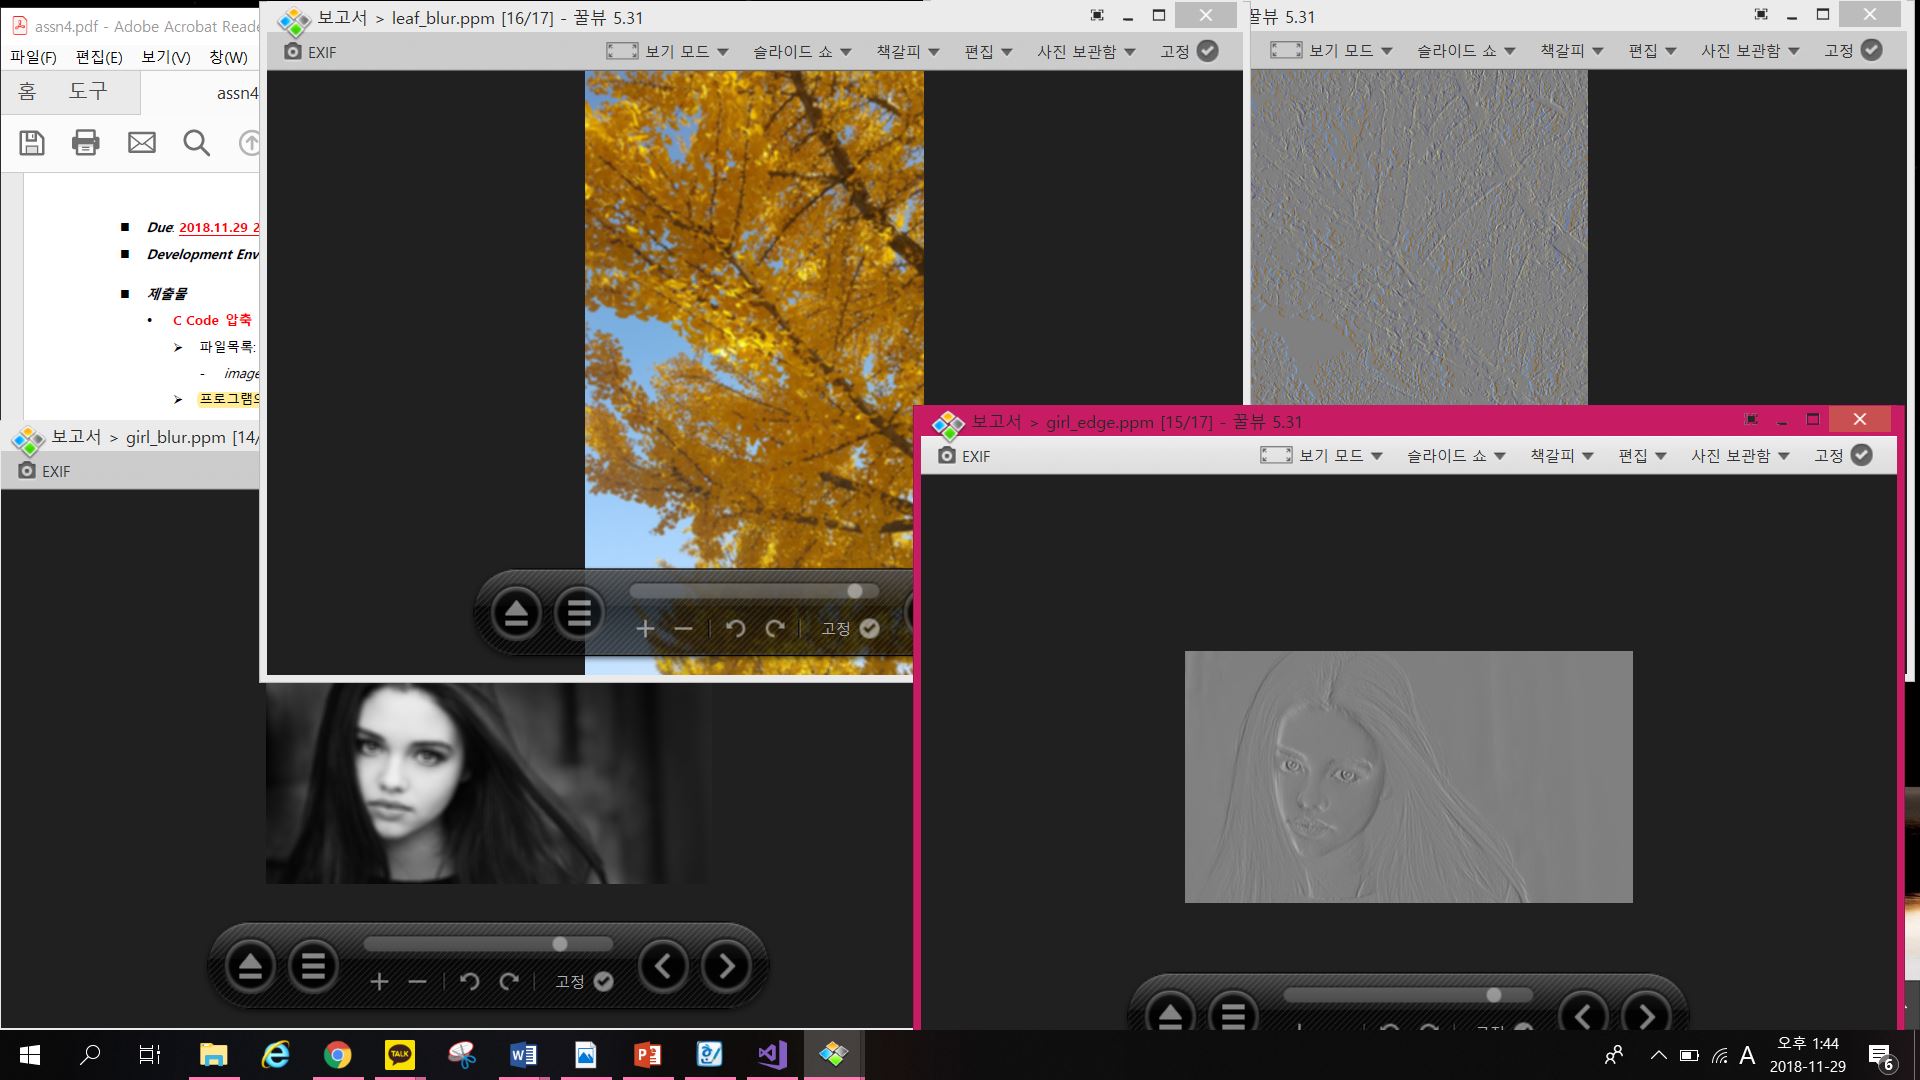 assn4.pdf - Adobe Acrobat Reade
파일(F) 편집(E) 보기(V) 창(W)
홈 도구 assn4
■ Due: 2018.11.29 2
■ Development Env
■ 제출물
• C Code 압축
➢ 파일목록:
- image
➢ 프로그램으
보고서 > leaf_blur.ppm [16/17] - 꿀뷰 5.31
EXIF 보기 모드 슬라이드 쇼 책갈피 편집 사진 보관함 고정
+ − 고정
꿀뷰 5.31
보기 모드 슬라이드 쇼 책갈피 편집 사진 보관함 고정
보고서 > girl_blur.ppm [14/
EXIF
+ − 고정
보고서 > girl_edge.ppm [15/17] - 꿀뷰 5.31
EXIF 보기 모드 슬라이드 쇼 책갈피 편집 사진 보관함 고정
TALK
A
오후 1:44
2018-11-29
6